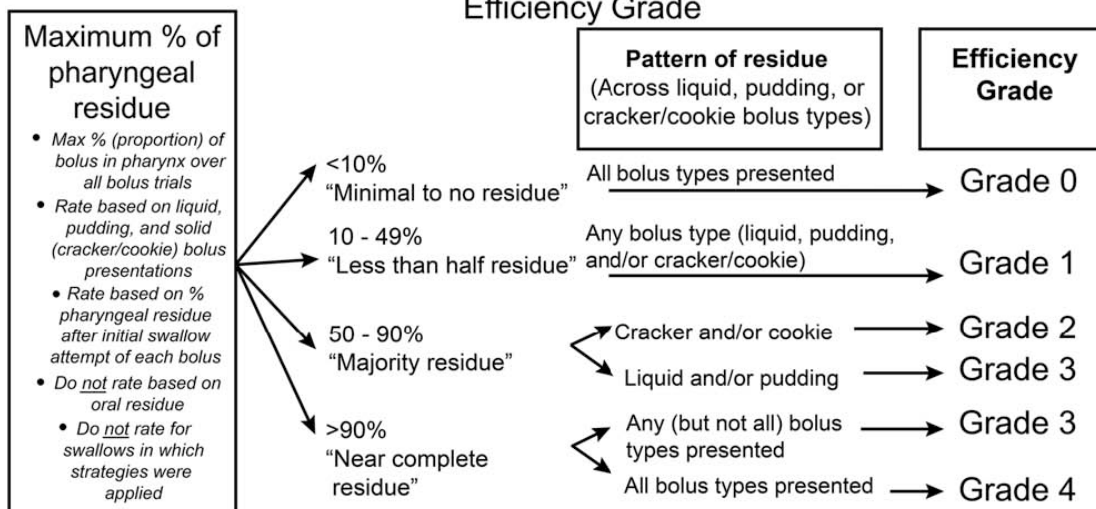 Efficiency Grade
Maximum % of
pharyngeal
residue
• Max % (proportion) of
bolus in pharynx over
all bolus trials
• Rate based on liquid,
pudding, and solid
(cracker/cookie) bolus
presentations
• Rate based on %
pharyngeal residue
after initial swallow
attempt of each bolus
• Do not rate based on
oral residue
• Do not rate for
swallows in which
strategies were
applied
Pattern of residue
(Across liquid, pudding, or
cracker/cookie bolus types)
Efficiency
Grade
<10%
“Minimal to no residue”
All bolus types presented
Grade 0
10 - 49%
“Less than half residue”
Any bolus type (liquid, pudding,
and/or cracker/cookie)
Grade 1
50 - 90%
“Majority residue”
Cracker and/or cookie
Grade 2
Liquid and/or pudding
Grade 3
>90%
“Near complete
residue”
Any (but not all) bolus
types presented
Grade 3
All bolus types presented
Grade 4